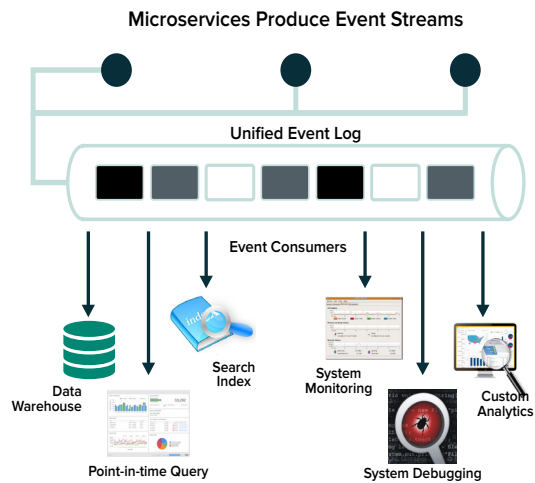 Microservices Produce Event Streams
Unified Event Log
Event Consumers
index
Search
Index
System
Monitoring
Data
Warehouse
Custom
Analytics
Point-in-time Query
System Debugging